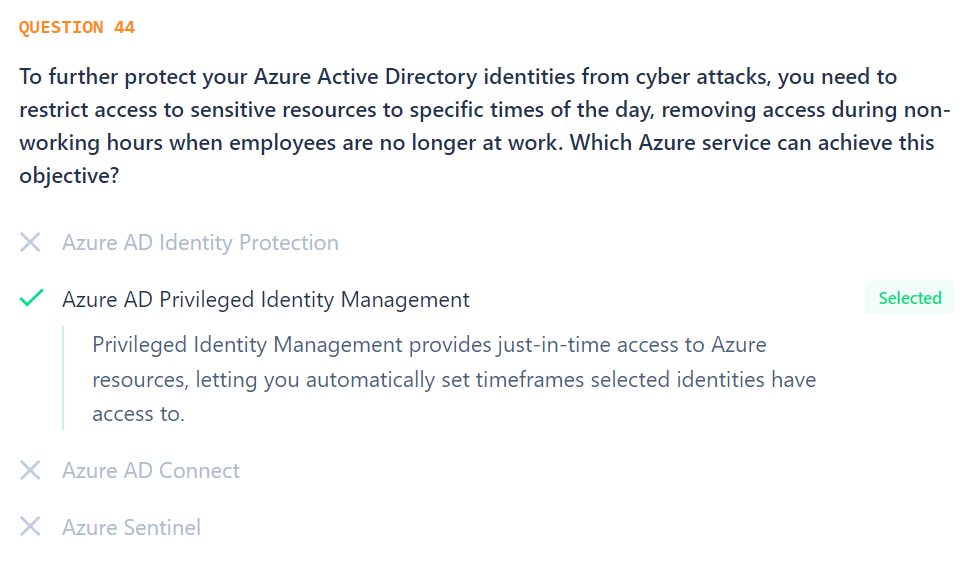 QUESTION 44
To further protect your Azure Active Directory identities from cyber attacks, you need to
restrict access to sensitive resources to specific times of the day, removing access during non-
working hours when employees are no longer at work. Which Azure service can achieve this
objective?
Azure AD Identity Protection
Azure AD Privileged Identity Management
Selected
Privileged Identity Management provides just-in-time access to Azure
resources, letting you automatically set timeframes selected identities have
access to.
Azure AD Connect
Azure Sentinel